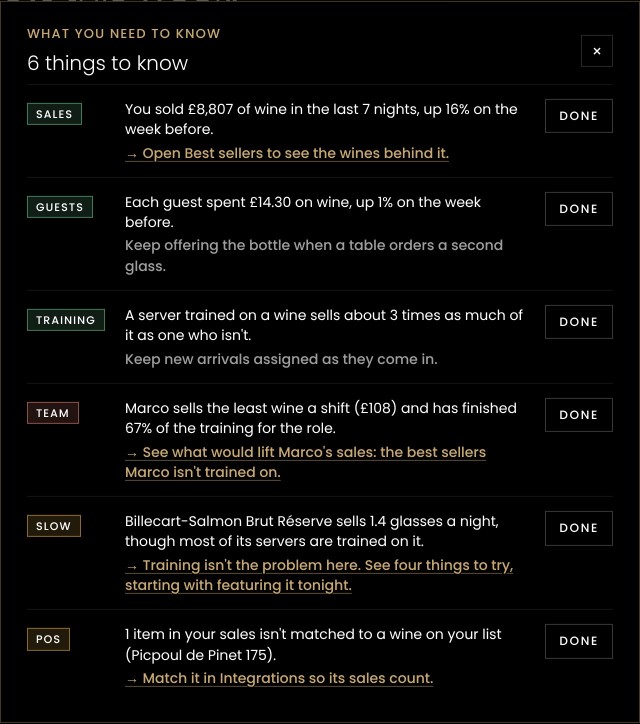 WHAT YOU NEED TO KNOW
6 things to know
×
SALES
You sold £8,807 of wine in the last 7 nights, up 16% on the
week before.
→ Open Best sellers to see the wines behind it.
DONE
GUESTS
Each guest spent £14.30 on wine, up 1% on the week
before.
Keep offering the bottle when a table orders a second
glass.
DONE
TRAINING
A server trained on a wine sells about 3 times as much of
it as one who isn't.
Keep new arrivals assigned as they come in.
DONE
TEAM
Marco sells the least wine a shift (£108) and has finished
67% of the training for the role.
→ See what would lift Marco's sales: the best sellers
Marco isn't trained on.
DONE
SLOW
Billecart-Salmon Brut Réserve sells 1.4 glasses a night,
though most of its servers are trained on it.
→ Training isn't the problem here. See four things to try,
starting with featuring it tonight.
DONE
POS
1 item in your sales isn't matched to a wine on your list
(Picpoul de Pinet 175).
→ Match it in Integrations so its sales count.
DONE